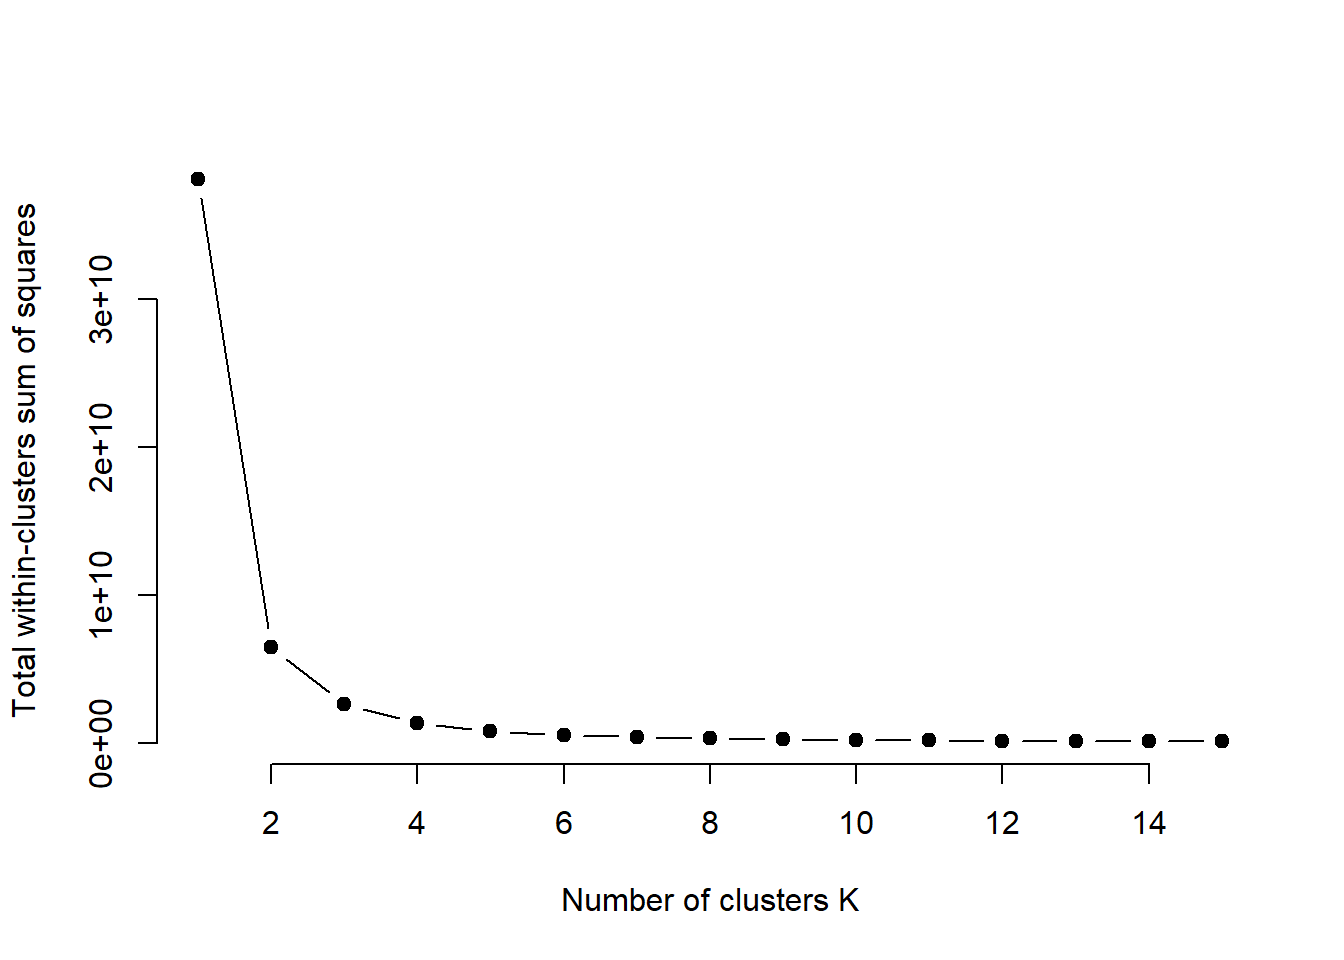 Total within-clusters sum of squares
3e+10
2e+10
1e+10
0e+00
2 4 6 8 10 12 14
Number of clusters K